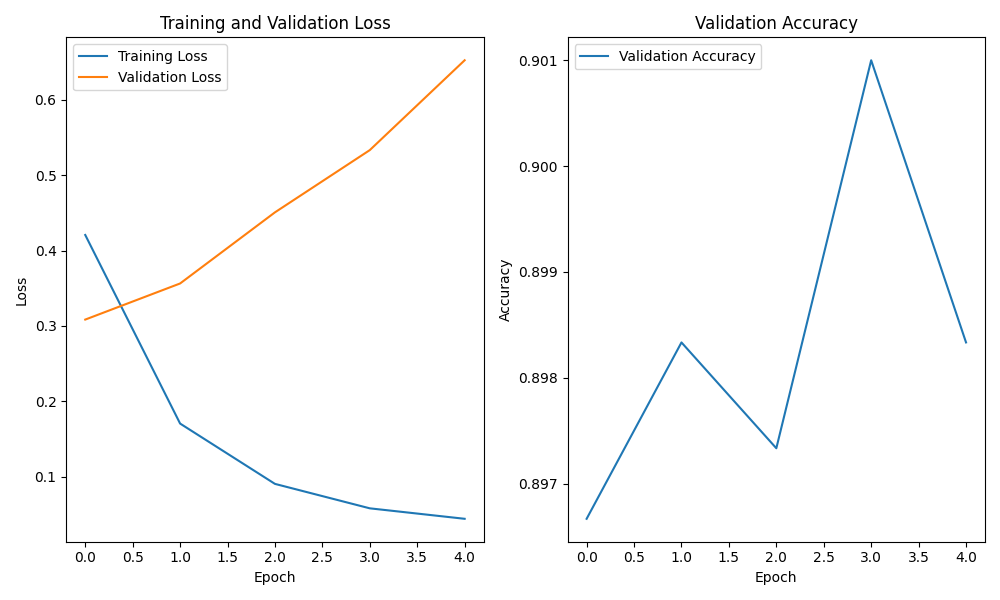 Training and Validation Loss
Training Loss
Validation Loss
Loss
0.6
0.5
0.4
0.3
0.2
0.1
0.0 0.5 1.0 1.5 2.0 2.5 3.0 3.5 4.0
Epoch
Validation Accuracy
Validation Accuracy
Accuracy
0.901
0.900
0.899
0.898
0.897
0.0 0.5 1.0 1.5 2.0 2.5 3.0 3.5 4.0
Epoch